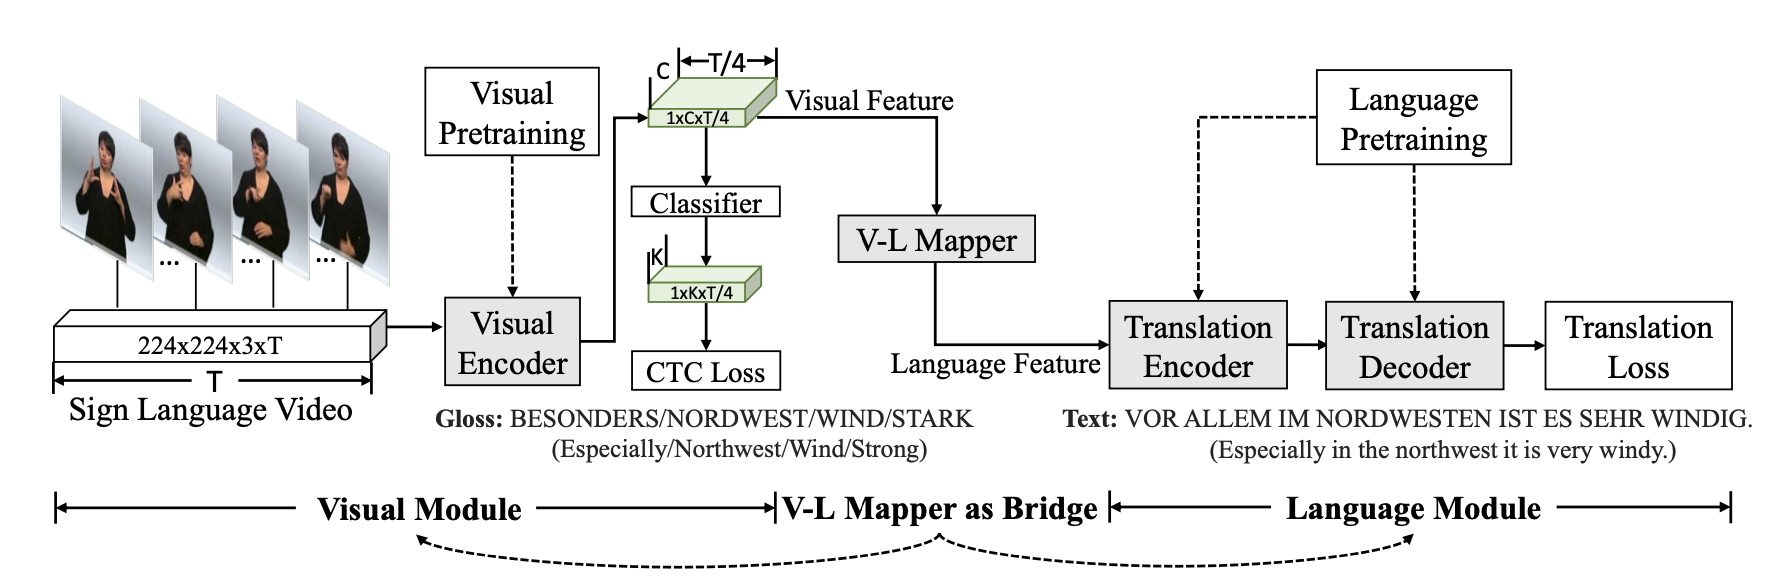 Visual
Pretraining
C
T/4
1xCxT/4
Visual Feature
Language
Pretraining
Classifier
V-L Mapper
K
1xKxT/4
...
...
...
224x224x3xT
T
Sign Language Video
Visual
Encoder
CTC Loss
Language Feature
Translation
Encoder
Translation
Decoder
Translation
Loss
Gloss: BESONDERS/NORDWEST/WIND/STARK
(Especially/Northwest/Wind/Strong)
Text: VOR ALLEM IM NORDWESTEN IST ES SEHR WINDIG.
(Especially in the northwest it is very windy.)
Visual Module
V-L Mapper as Bridge
Language Module